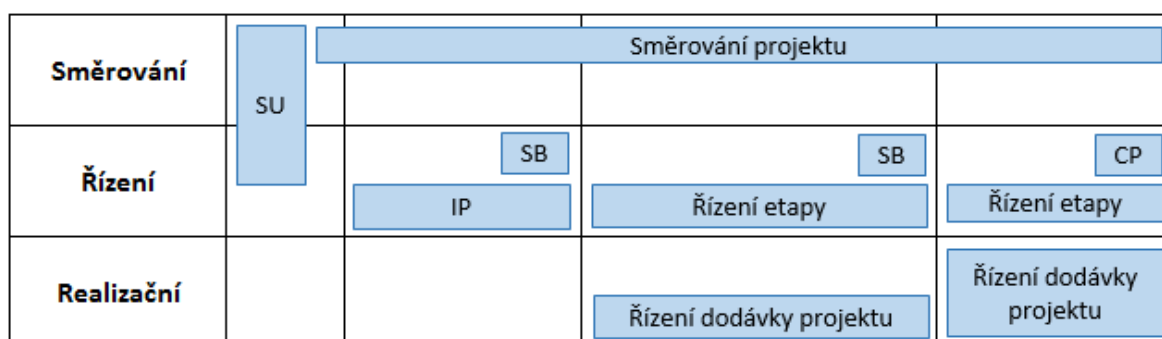 Směrování projektu
Směrování
SU
SB
SB
CP
Řízení
IP
Řízení etapy
Řízení etapy
Realizační
Řízení dodávky projektu
Řízení dodávky
projektu